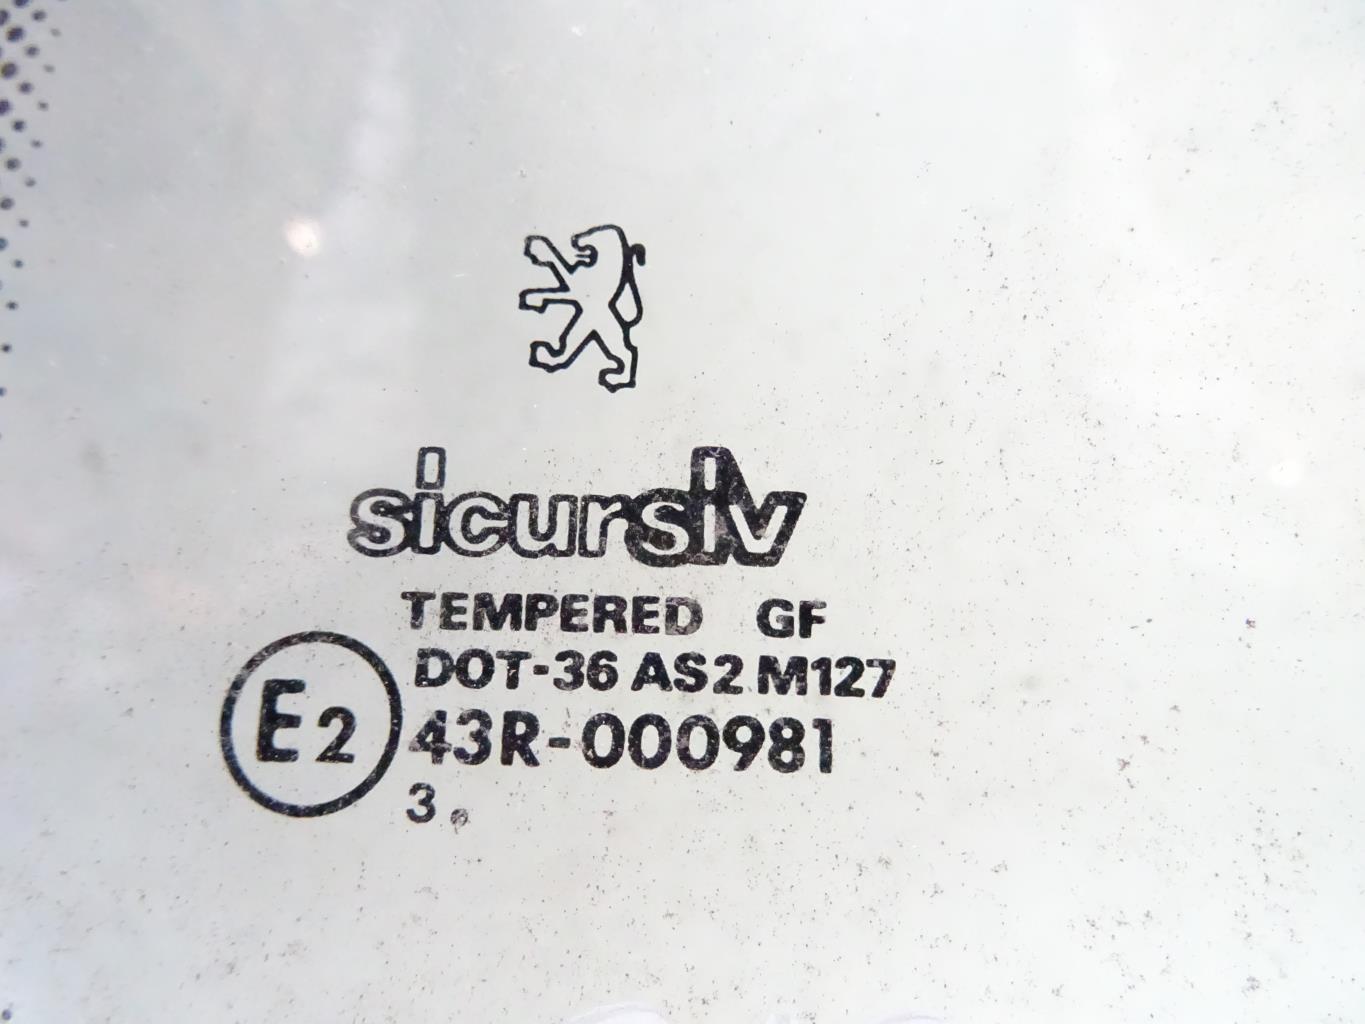 sicursiv
TEMPERED GF
DOT-36 AS2 M127
E2 43R-000981
3.